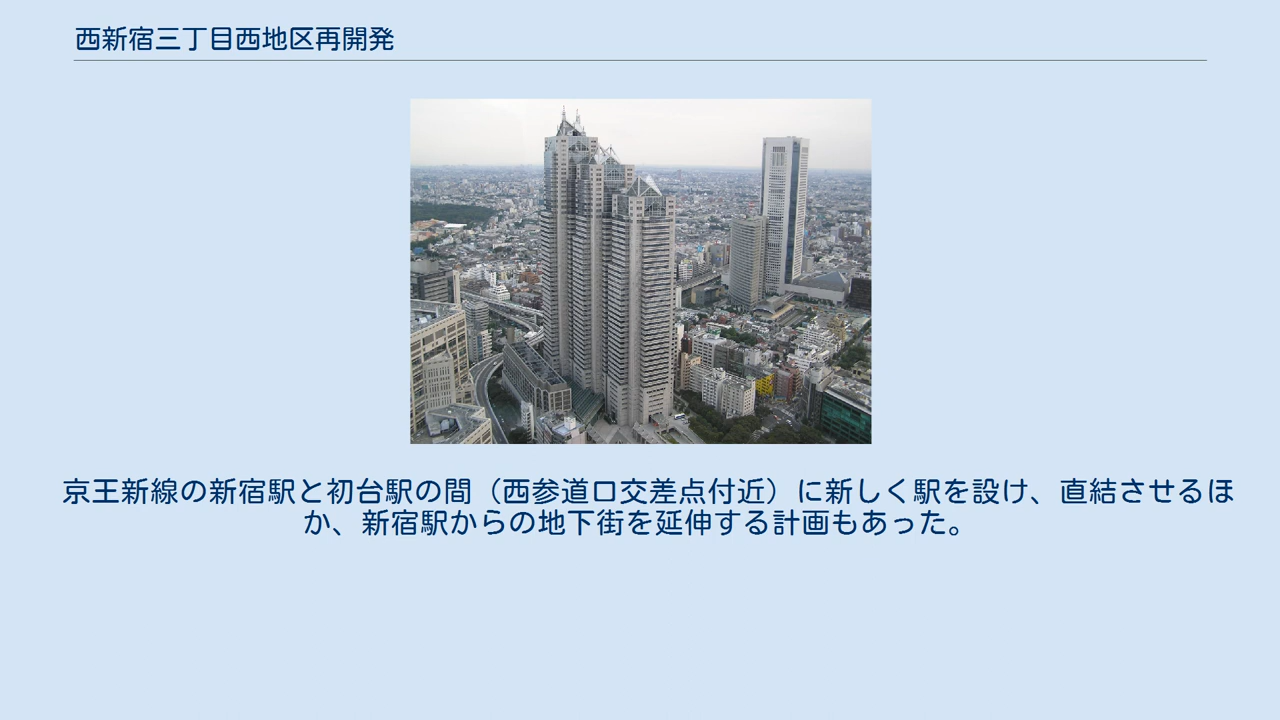 西新宿三丁目西地区再開発
京王新線の新宿駅と初台駅の間（西参道口交差点付近）に新しく駅を設け、直結させるほ
か、新宿駅からの地下街を延伸する計画もあった。